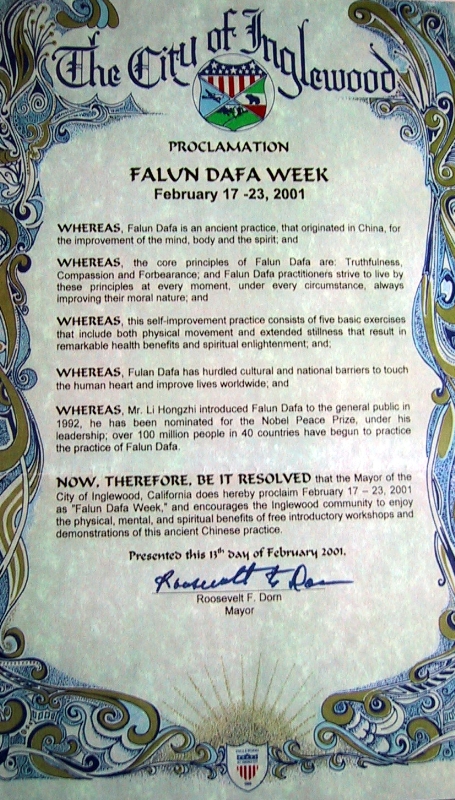 The City of Inglewood
PROCLAMATION
FALUN DAFA WEEK
February 17 -23, 2001
WHEREAS, Falun Dafa is an ancient practice, that originated in China, for
the improvement of the mind, body and the spirit; and
WHEREAS, the core principles of Falun Dafa are: Truthfulness,
Compassion and Forbearance; and Falun Dafa practitioners strive to live by
these principles at every moment, under every circumstance, always
improving their moral nature; and
WHEREAS, this self-improvement practice consists of five basic exercises
that include both physical movement and extended stillness that result in
remarkable health benefits and spiritual enlightenment; and;
WHEREAS, Fulan Dafa has hurdled cultural and national barriers to touch
the human heart and improve lives worldwide; and
WHEREAS, Mr. Li Hongzhi introduced Falun Dafa to the general public in
1992, he has been nominated for the Nobel Peace Prize, under his
leadership; over 100 million people in 40 countries have begun to practice
the practice of Falun Dafa.
NOW, THEREFORE, BE IT RESOLVED that the Mayor of the
City of Inglewood, California does hereby proclaim February 17 – 23, 2001
as "Falun Dafa Week," and encourages the Inglewood community to enjoy
the physical, mental, and spiritual benefits of free introductory workshops and
demonstrations of this ancient Chinese practice.
Presented this 13th day of February 2001.
Roosevelt F. Dorn
Roosevelt F. Dorn
Mayor